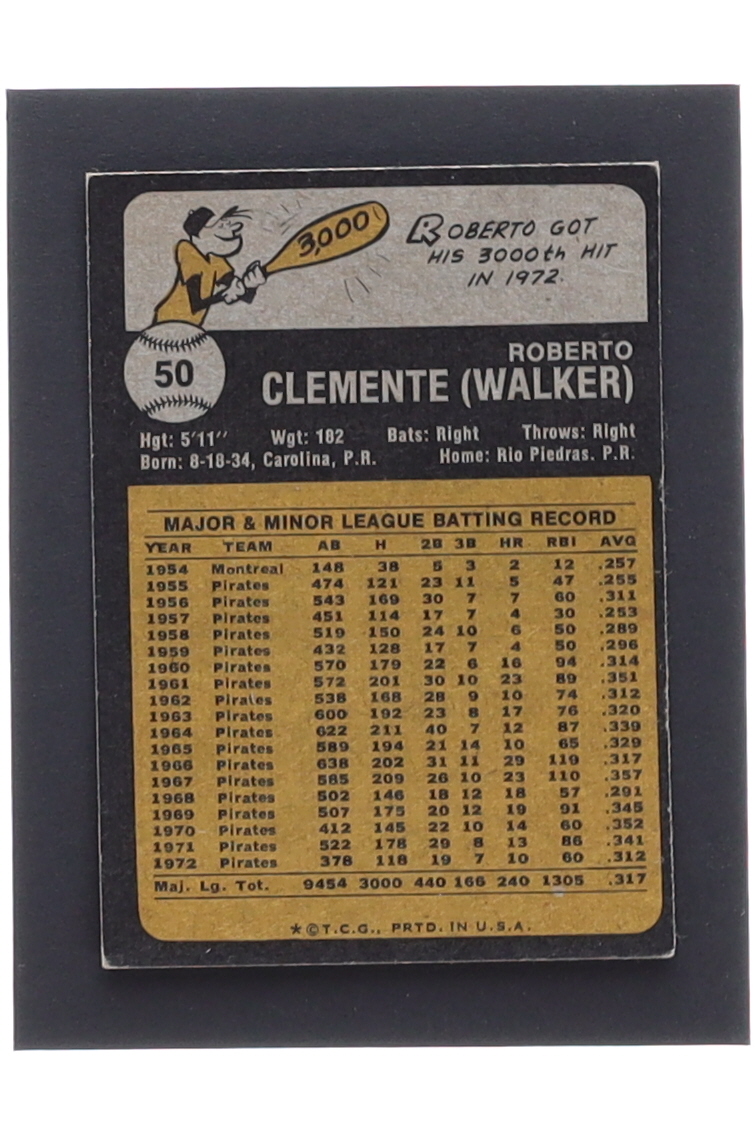 3,000
ROBERTO GOT
HIS 3000th HIT
IN 1972.
50
ROBERTO
CLEMENTE (WALKER)
Hgt: 5'11" Wgt: 182 Bats: Right Throws: Right
Born: 8-18-34, Carolina, P.R. Home: Rio Piedras. P.R.
MAJOR & MINOR LEAGUE BATTING RECORD
YEAR TEAM AB H 2B 3B HR RBI AVG
1954 Montreal 148 38 5 3 2 12 .257
1955 Pirates 474 121 23 11 5 47 .255
1956 Pirates 543 169 30 7 7 60 .311
1957 Pirates 451 114 17 7 4 30 .253
1958 Pirates 519 150 24 10 6 50 .289
1959 Pirates 432 128 17 7 4 50 .296
1960 Pirates 570 179 22 6 16 94 .314
1961 Pirates 572 201 30 10 23 89 .351
1962 Pirates 538 168 28 9 10 74 .312
1963 Pirates 600 192 23 8 17 76 .320
1964 Pirates 622 211 40 7 12 87 .339
1965 Pirates 589 194 21 14 10 65 .329
1966 Pirates 638 202 31 11 29 119 .317
1967 Pirates 585 209 26 10 23 110 .357
1968 Pirates 502 146 18 12 18 57 .291
1969 Pirates 507 175 20 12 19 91 .345
1970 Pirates 412 145 22 10 14 60 .352
1971 Pirates 522 178 29 8 13 86 .341
1972 Pirates 378 118 19 7 10 60 .312
Maj. Lg. Tot. 9454 3000 440 166 240 1305 .317
*©T.C.G., PRTD. IN U.S.A.